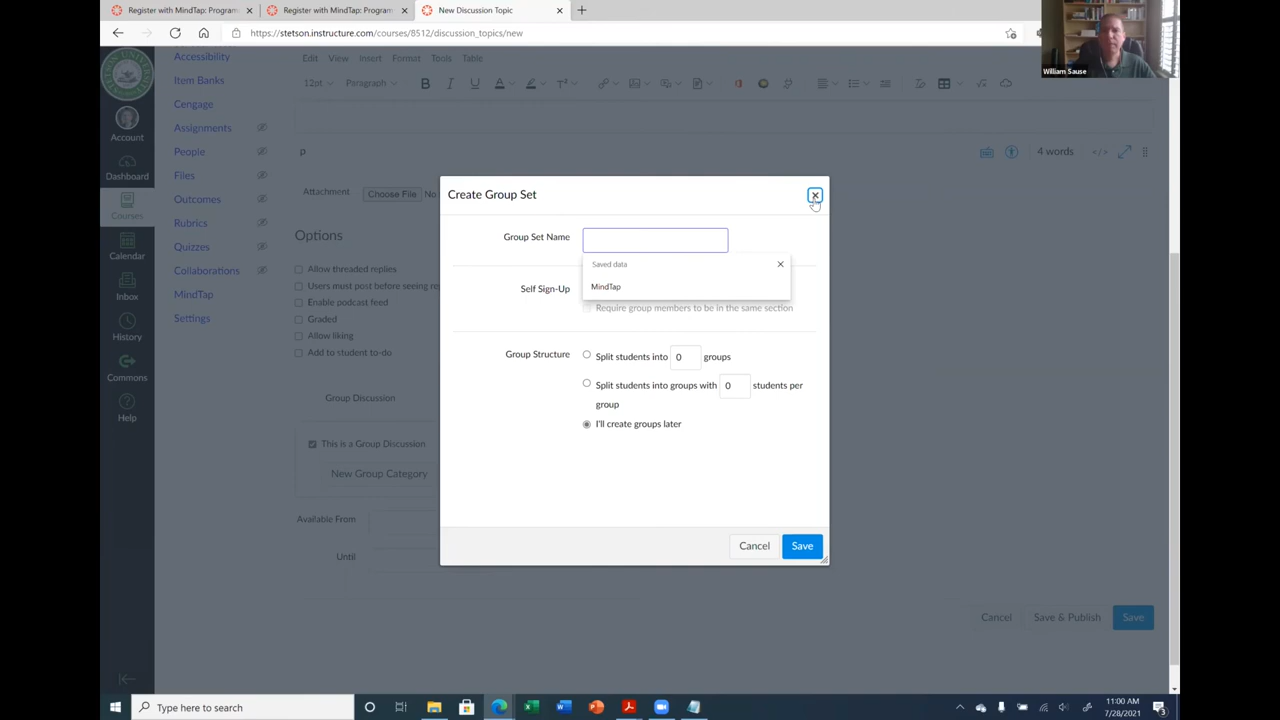 Register with MindTap: Program
Register with MindTap: Program
New Discussion Topic
https://stetson.instructure.com/courses/8512/discussion_topics/new
William Sause
Account
Dashboard
Courses
Calendar
Inbox
History
Commons
Help
Accessibility
Item Banks
Cengage
Assignments
People
Files
Outcomes
Rubrics
Quizzes
Collaborations
MindTap
Settings
Edit View Insert Format Tools Table
12pt Paragraph
p
4 words
Attachment Choose File No
Options
Allow threaded replies
Users must post before seeing re
Enable podcast feed
Graded
Allow liking
Add to student to-do
Group Discussion
This is a Group Discussion
New Group Category
Available From
Until
Cancel Save & Publish Save
Create Group Set
Group Set Name
Saved data
MindTap
Self Sign-Up
Require group members to be in the same section
Group Structure
Split students into 0 groups
Split students into groups with 0 students per
group
I'll create groups later
Cancel Save
Type here to search
11:00 AM
7/28/2021